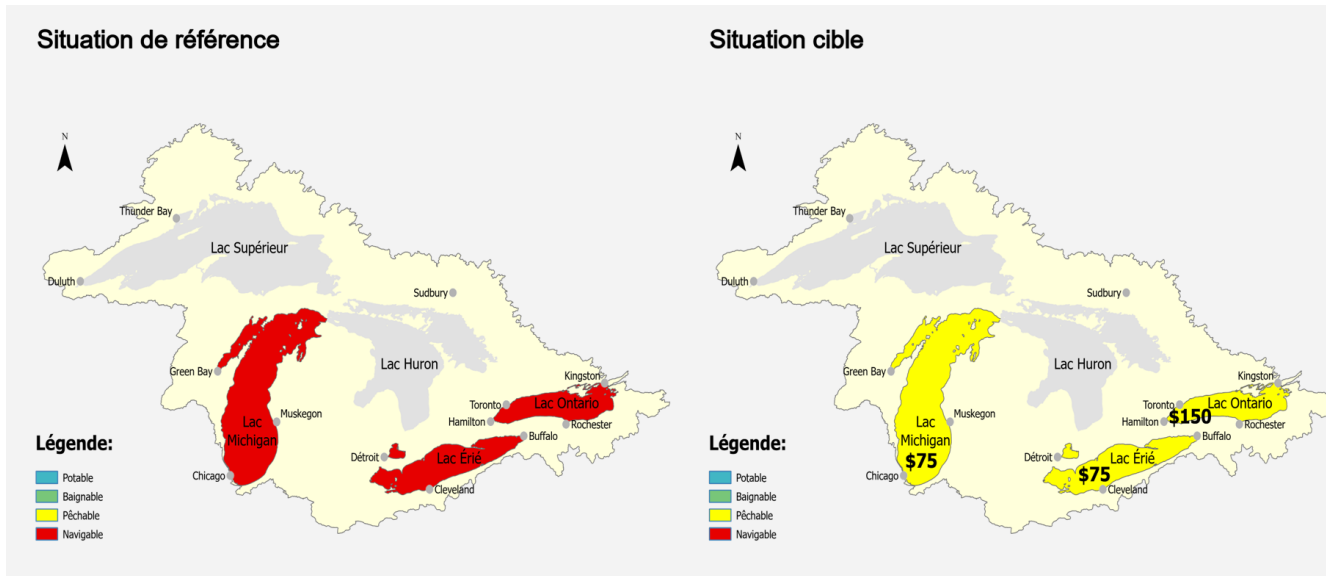 Situation de référence
N
Thunder Bay
Lac Supérieur
Duluth
Sudbury
Lac Huron
Green Bay
Kingston
Toronto
Lac Ontario
Hamilton
Rochester
Muskegon
Lac
Michigan
Buffalo
Détroit
Lac Érié
Chicago
Cleveland
Légende:
Potable
Baignable
Pêchable
Navigable
Situation cible
N
Thunder Bay
Lac Supérieur
Duluth
Sudbury
Lac Huron
Green Bay
Kingston
Toronto
Lac Ontario
Hamilton
$150
Rochester
Muskegon
Lac
Michigan
$75
Buffalo
Détroit
Lac Érié
$75
Chicago
Cleveland
Légende:
Potable
Baignable
Pêchable
Navigable